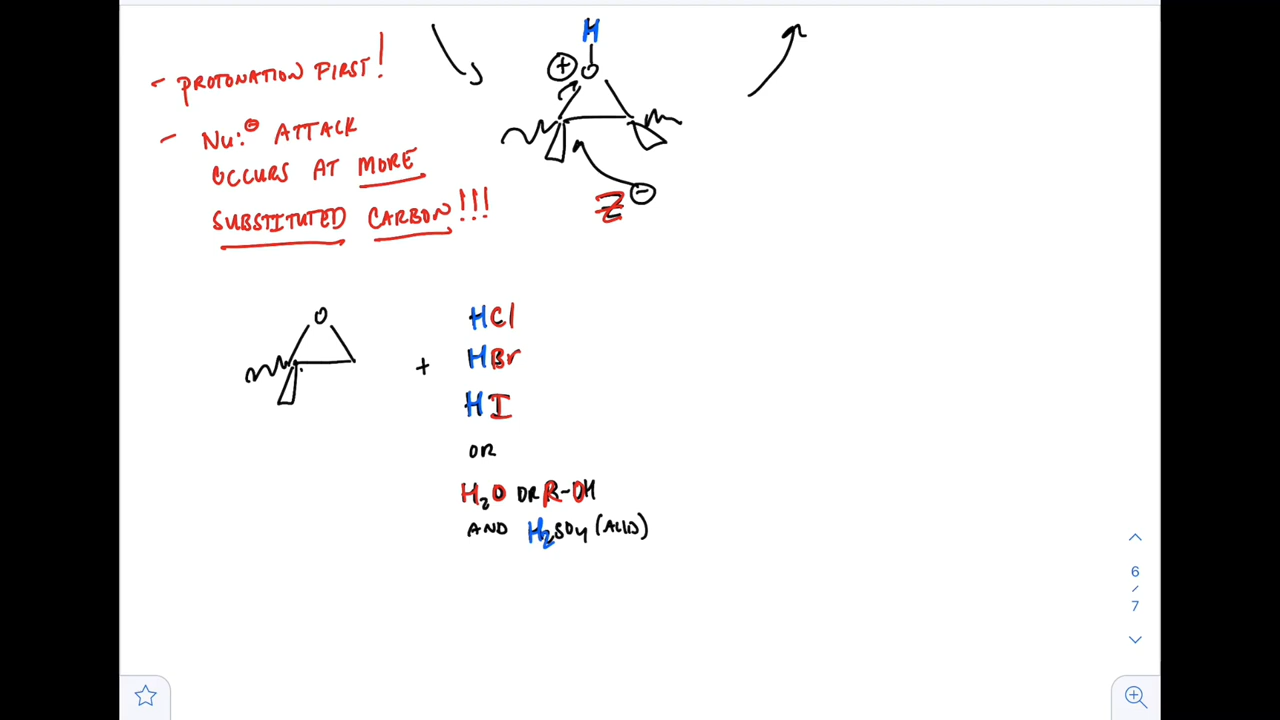 H
⊕ O
- PROTONATION FIRST!
- Nu:⊖ ATTACK
OCCURS AT MORE
SUBSTITUTED CARBON!!!
Z⊖
O
+
HCl
HBr
HI
OR
H₂O OR R-OH
AND H₂SO4 (ACID)
6
/
7